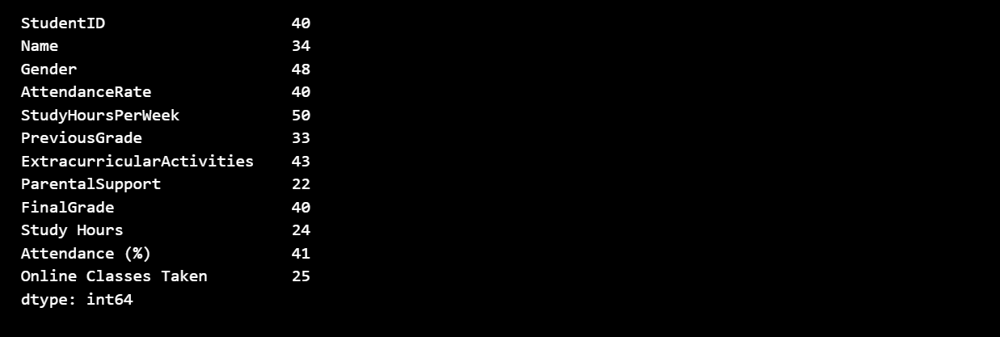 StudentID                    40
Name                         34
Gender                       48
AttendanceRate               40
StudyHoursPerWeek            50
PreviousGrade                33
ExtracurricularActivities    43
ParentalSupport              22
FinalGrade                   40
Study Hours                  24
Attendance (%)               41
Online Classes Taken         25
dtype: int64